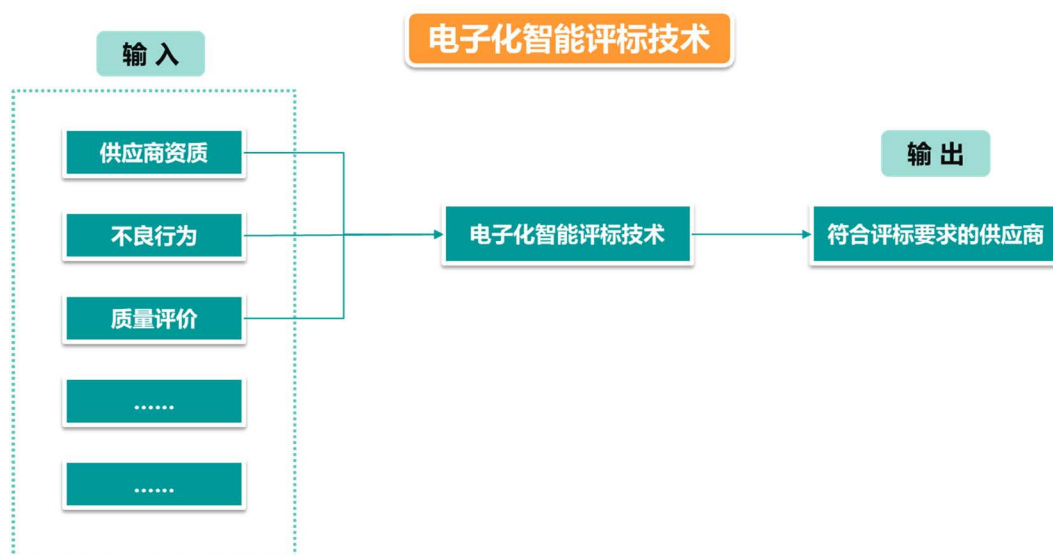 电子化智能评标技术
输 入
供应商资质
不良行为
质量评价
......
......
电子化智能评标技术
输 出
符合评标要求的供应商